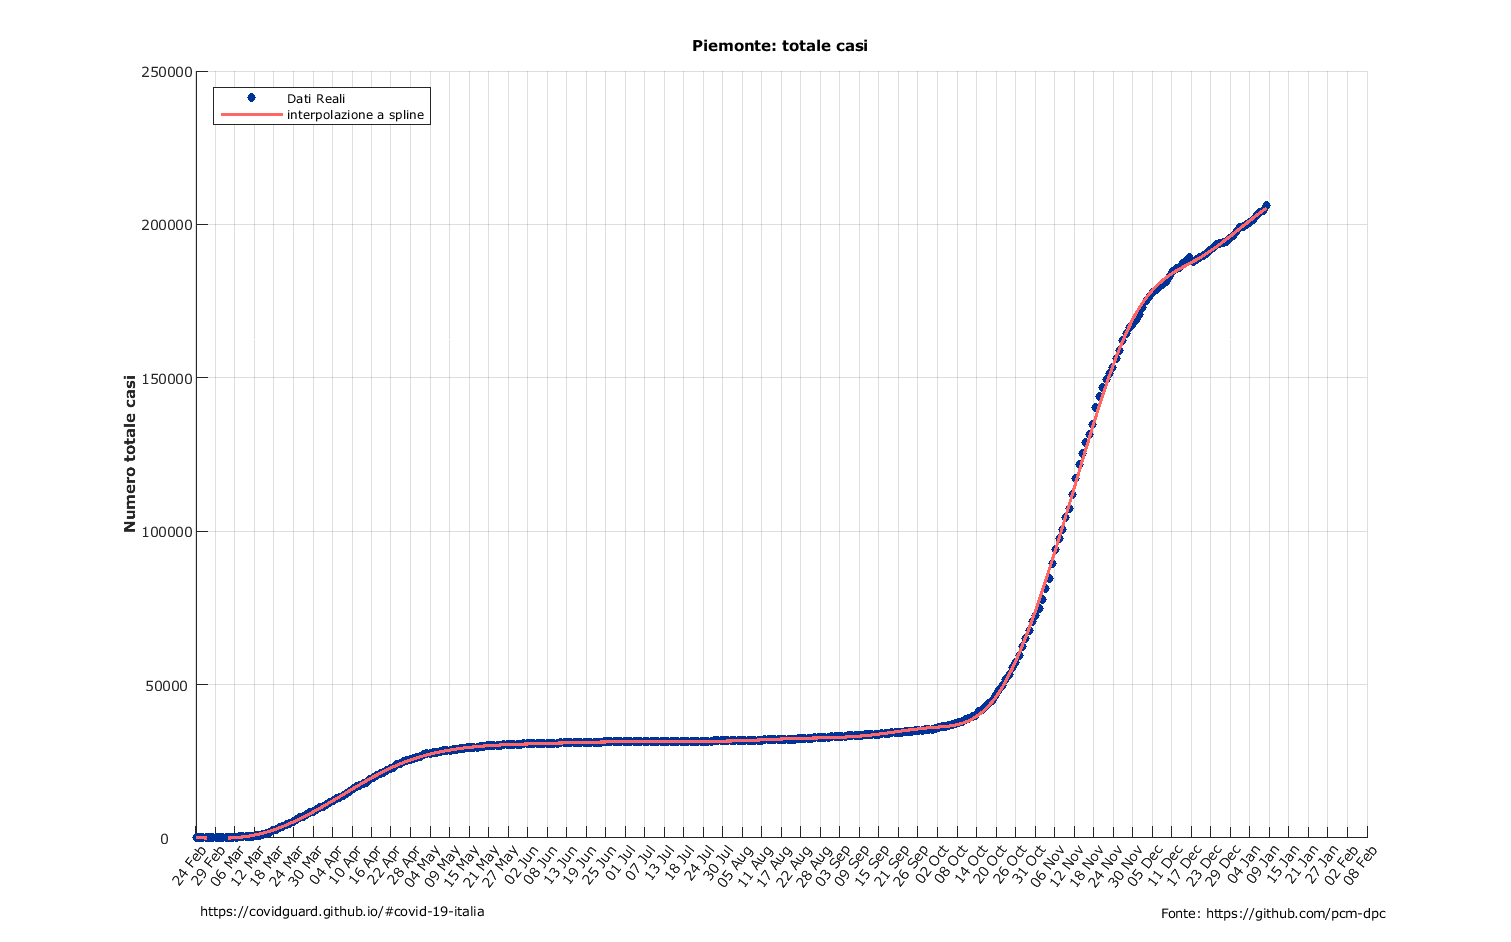 Piemonte: totale casi
250000
200000
150000
100000
50000
0
Numero totale casi
Dati Reali
interpolazione a spline
24 Feb
29 Feb
06 Mar
12 Mar
18 Mar
24 Mar
30 Mar
04 Apr
10 Apr
16 Apr
22 Apr
28 Apr
04 May
09 May
15 May
21 May
27 May
02 Jun
08 Jun
13 Jun
19 Jun
25 Jun
01 Jul
07 Jul
13 Jul
18 Jul
24 Jul
30 Jul
05 Aug
11 Aug
17 Aug
22 Aug
28 Aug
03 Sep
09 Sep
15 Sep
21 Sep
26 Sep
02 Oct
08 Oct
14 Oct
20 Oct
26 Oct
31 Oct
06 Nov
12 Nov
18 Nov
24 Nov
30 Nov
05 Dec
11 Dec
17 Dec
23 Dec
29 Dec
04 Jan
09 Jan
15 Jan
21 Jan
27 Jan
02 Feb
08 Feb
https://covidguard.github.io/#covid-19-italia
Fonte: https://github.com/pcm-dpc